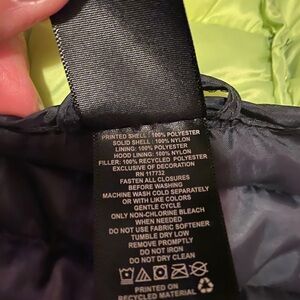 PRINTED SHELL: 100% POLYESTER
SOLID SHELL: 100% NYLON
LINING: 100% POLYESTER
HOOD LINING: 100% NYLON
FILLER: 100% RECYCLED POLYESTER
EXCLUSIVE OF DECORATION
RN 117732
FASTEN ALL CLOSURES
BEFORE WASHING
MACHINE WASH COLD SEPARATELY
OR WITH LIKE COLORS
GENTLE CYCLE
ONLY NON-CHLORINE BLEACH
WHEN NEEDED
DO NOT USE FABRIC SOFTENER
TUMBLE DRY LOW
REMOVE PROMPTLY
DO NOT IRON
DO NOT DRY CLEAN
PRINTED ON RECYCLED
MATERIAL